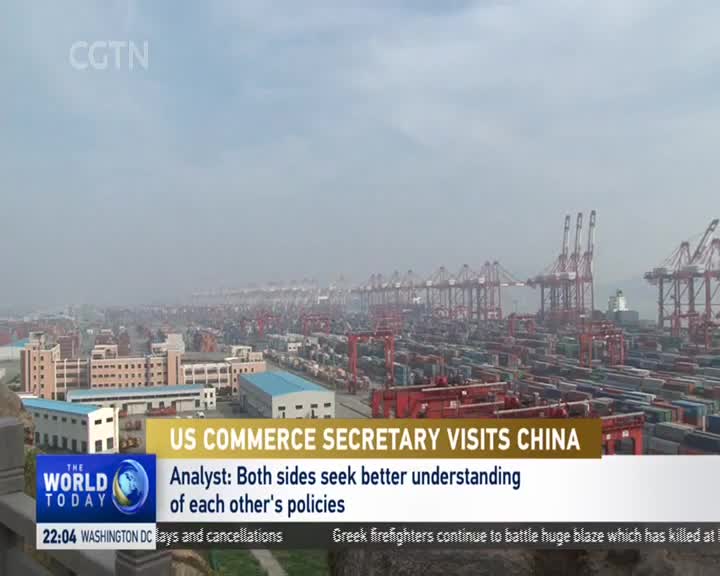 CGTN
US COMMERCE SECRETARY VISITS CHINA
Analyst: Both sides seek better understanding
of each other's policies
THE
WORLD
TODAY
22:04 WASHINGTON DC
and cancellations
Greek firefighters continue to battle huge blaze which has killed at